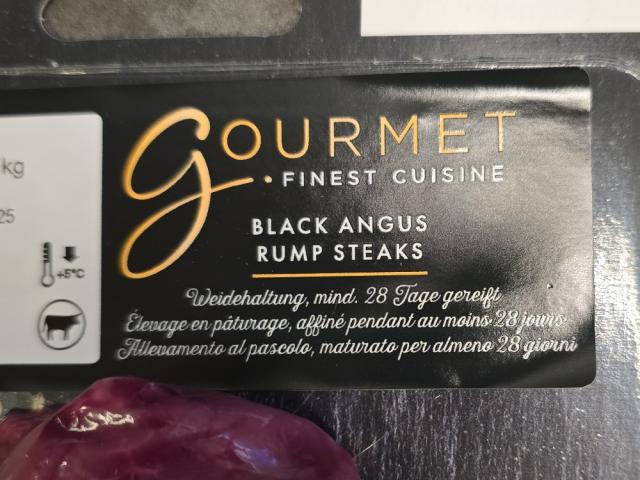 gOURMET
· FINEST CUISINE
BLACK ANGUS
RUMP STEAKS
Weidehaltung, mind. 28 Tage gereift
Élevage en pâturage, affiné pendant au moins 28 jours
Allevamento al pascolo, maturato per almeno 28 giorni
kg
25
+5°C